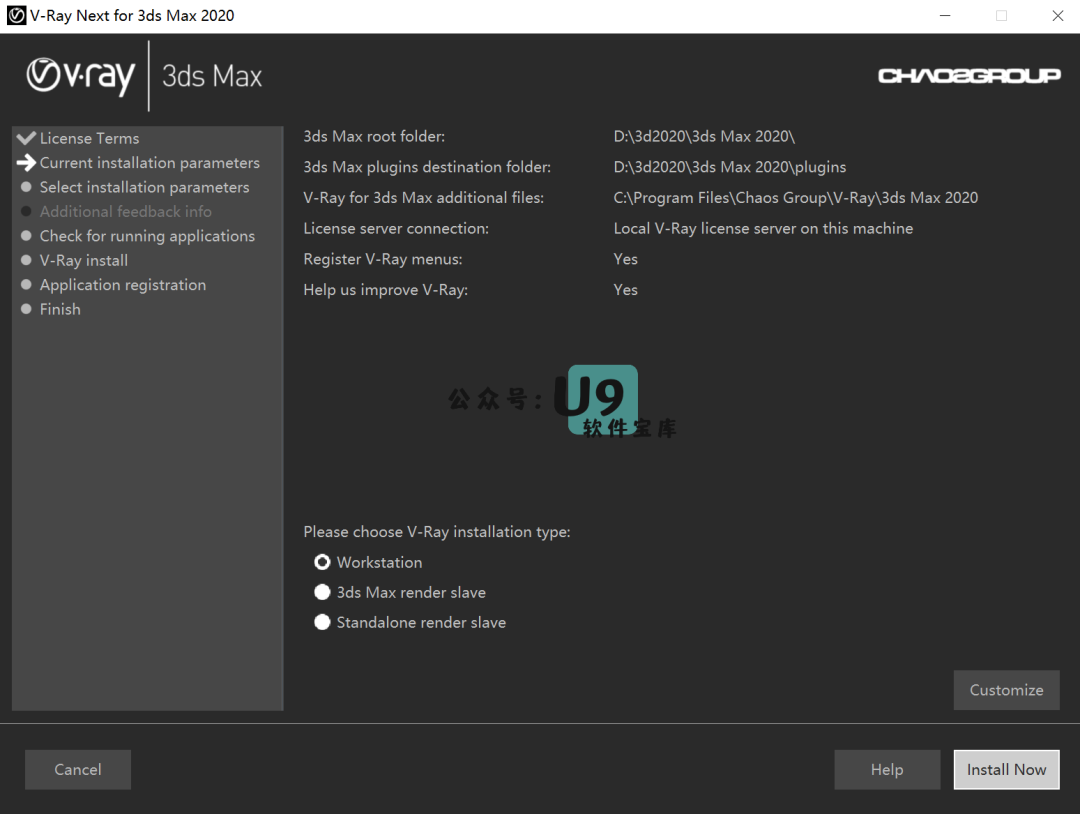 V-Ray Next for 3ds Max 2020
v·ray 3ds Max
CHAOSGROUP
License Terms
Current installation parameters
Select installation parameters
Additional feedback info
Check for running applications
V-Ray install
Application registration
Finish
3ds Max root folder: D:\3d2020\3ds Max 2020\
3ds Max plugins destination folder: D:\3d2020\3ds Max 2020\plugins
V-Ray for 3ds Max additional files: C:\Program Files\Chaos Group\V-Ray\3ds Max 2020
License server connection: Local V-Ray license server on this machine
Register V-Ray menus: Yes
Help us improve V-Ray: Yes
公众号: U9
软件宝库
Please choose V-Ray installation type:
Workstation
3ds Max render slave
Standalone render slave
Customize
Cancel Help Install Now